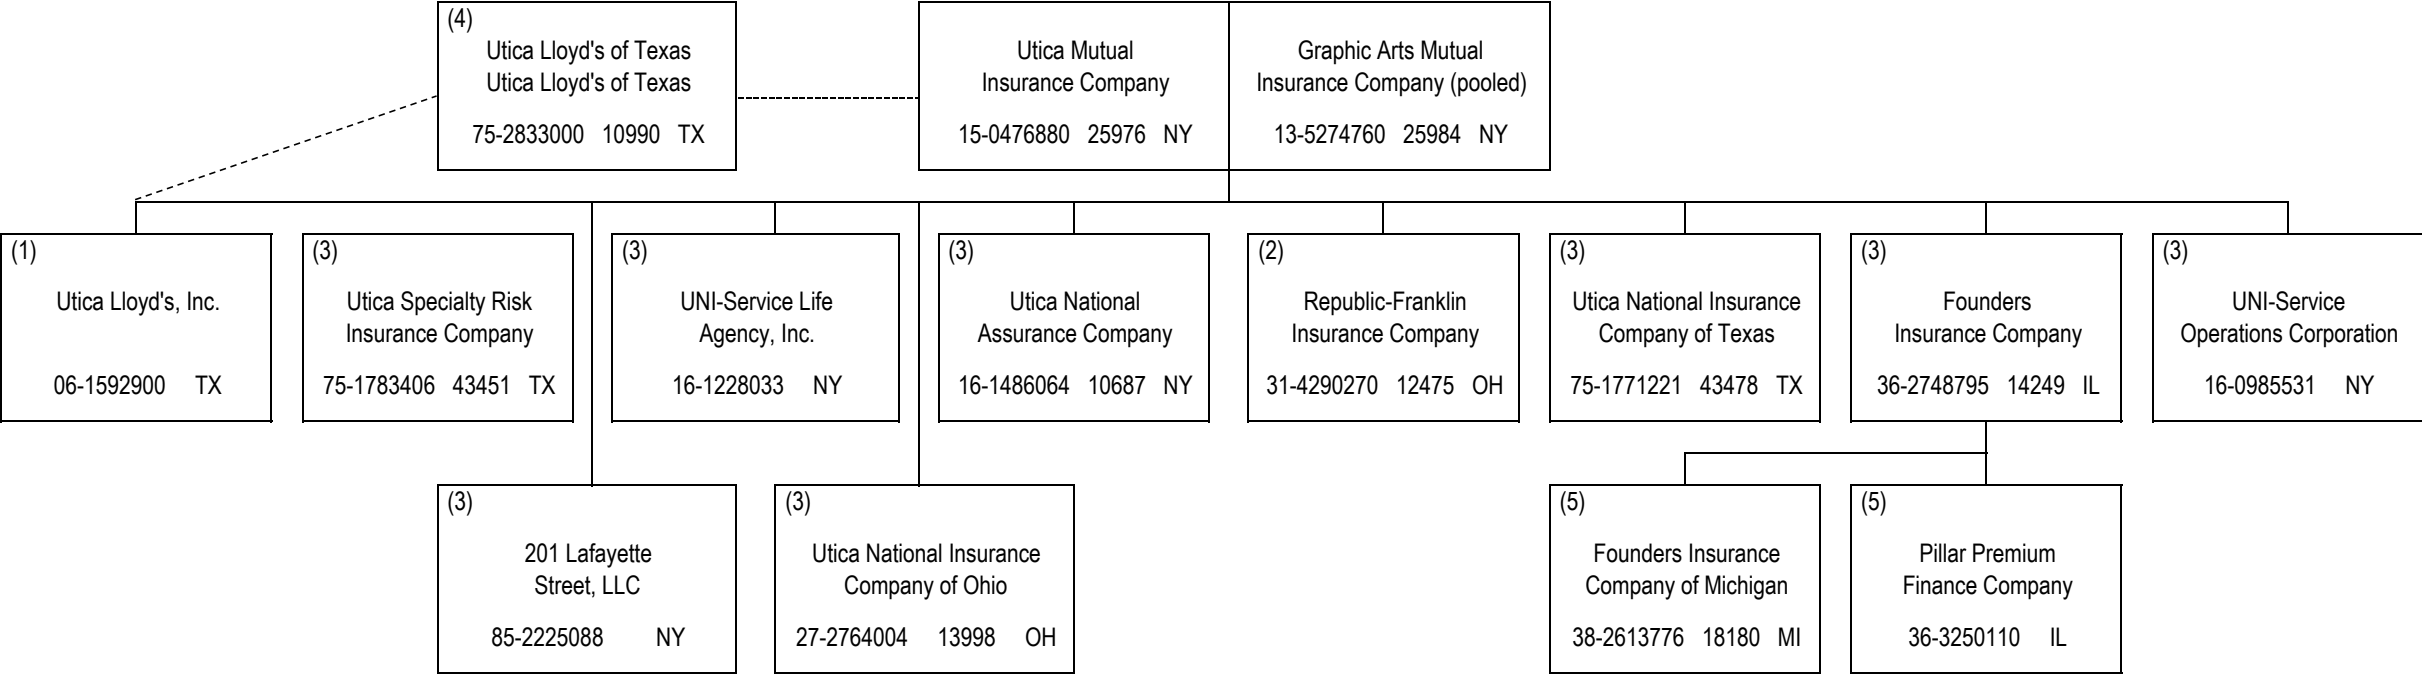 (4)
Utica Lloyd's of Texas
Utica Lloyd's of Texas
75-2833000 10990 TX
Utica Mutual
Insurance Company
15-0476880 25976 NY
Graphic Arts Mutual
Insurance Company (pooled)
13-5274760 25984 NY
(1)
Utica Lloyd's, Inc.
06-1592900 TX
(3)
Utica Specialty Risk
Insurance Company
75-1783406 43451 TX
(3)
UNI-Service Life
Agency, Inc.
16-1228033 NY
(3)
Utica National
Assurance Company
16-1486064 10687 NY
(2)
Republic-Franklin
Insurance Company
31-4290270 12475 OH
(3)
Utica National Insurance
Company of Texas
75-1771221 43478 TX
(3)
Founders
Insurance Company
36-2748795 14249 IL
(3)
UNI-Service
Operations Corporation
16-0985531 NY
(3)
201 Lafayette
Street, LLC
85-2225088 NY
(3)
Utica National Insurance
Company of Ohio
27-2764004 13998 OH
(5)
Founders Insurance
Company of Michigan
38-2613776 18180 MI
(5)
Pillar Premium
Finance Company
36-3250110 IL